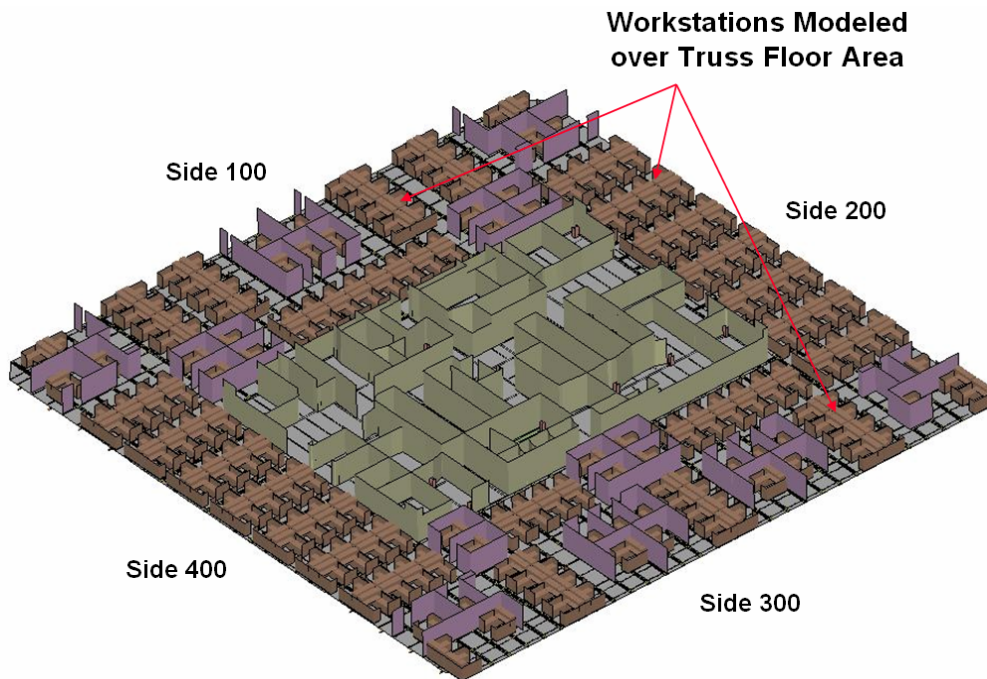 Workstations Modeled
over Truss Floor Area
Side 100
Side 200
Side 400
Side 300